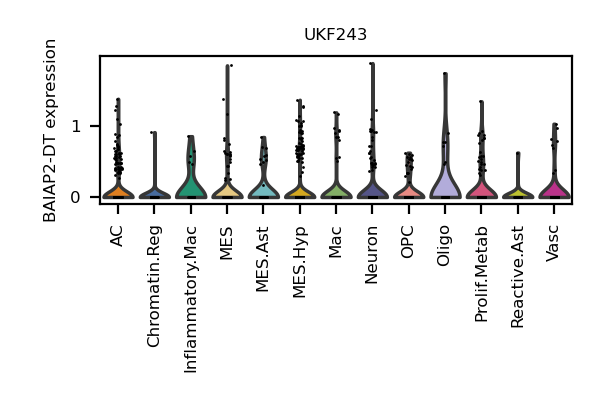 UKF243
BAIAP2-DT expression
1
0
AC
Chromatin.Reg
Inflammatory.Mac
MES
MES.Ast
MES.Hyp
Mac
Neuron
OPC
Oligo
Prolif.Metab
Reactive.Ast
Vasc